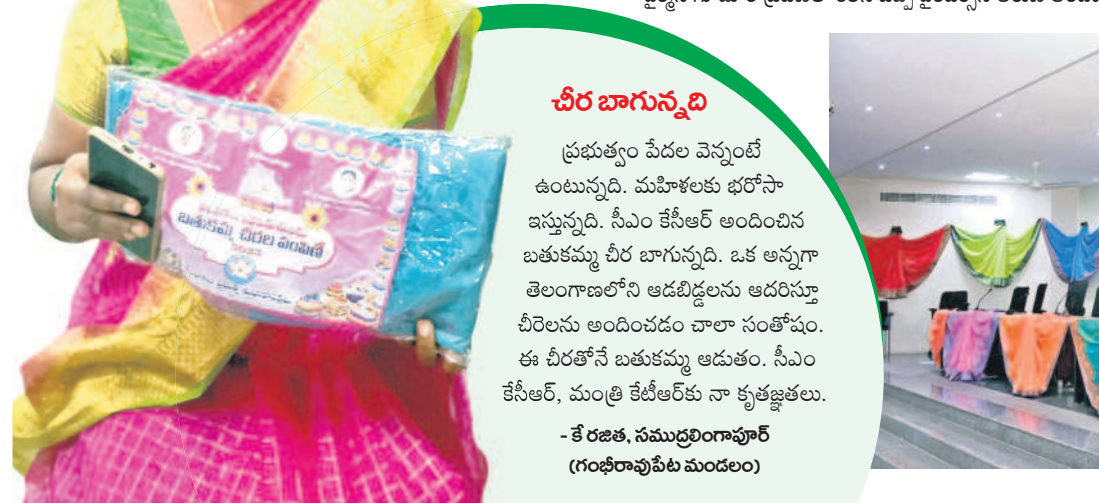 చీర బాగున్నది
ప్రభుత్వం పేదల వెన్నంటే
ఉంటున్నది. మహిళలకు భరోసా
ఇస్తున్నది. సీఎం కేసీఆర్ అందించిన
బతుకమ్మ చీర బాగున్నది. ఒక అన్నగా
తెలంగాణలోని ఆడబిడ్డలను ఆదరిస్తూ
చీరెలను అందించడం చాలా సంతోషం.
ఈ చీరతోనే బతుకమ్మ ఆడుతం. సీఎం
కేసీఆర్, మంత్రి కేటీఆర్‌కు నా కృతజ్ఞతలు.
- కే రజిత, సముద్రలింగాపూర్
(గంభీరావుపేట మండలం)
బతుకమ్మ చీరల పంపిణీ
2023